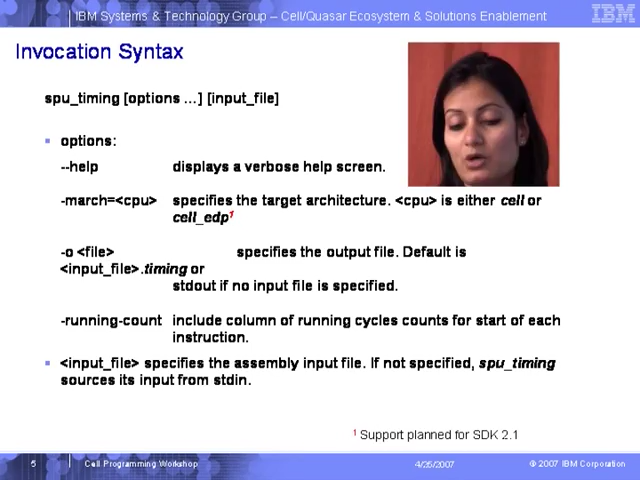 IBM Systems & Technology Group – Cell/Quasar Ecosystem & Solutions Enablement
IBM
Invocation Syntax
spu_timing [options …] [input_file]
options:
--help displays a verbose help screen.
-march=<cpu> specifies the target architecture. <cpu> is either cell or
cell_edp1
-o <file> specifies the output file. Default is
<input_file>.timing or
stdout if no input file is specified.
-running-count include column of running cycles counts for start of each
instruction.
<input_file> specifies the assembly input file. If not specified, spu_timing
sources its input from stdin.
1 Support planned for SDK 2.1
5 Cell Programming Workshop 4/26/2007 © 2007 IBM Corporation